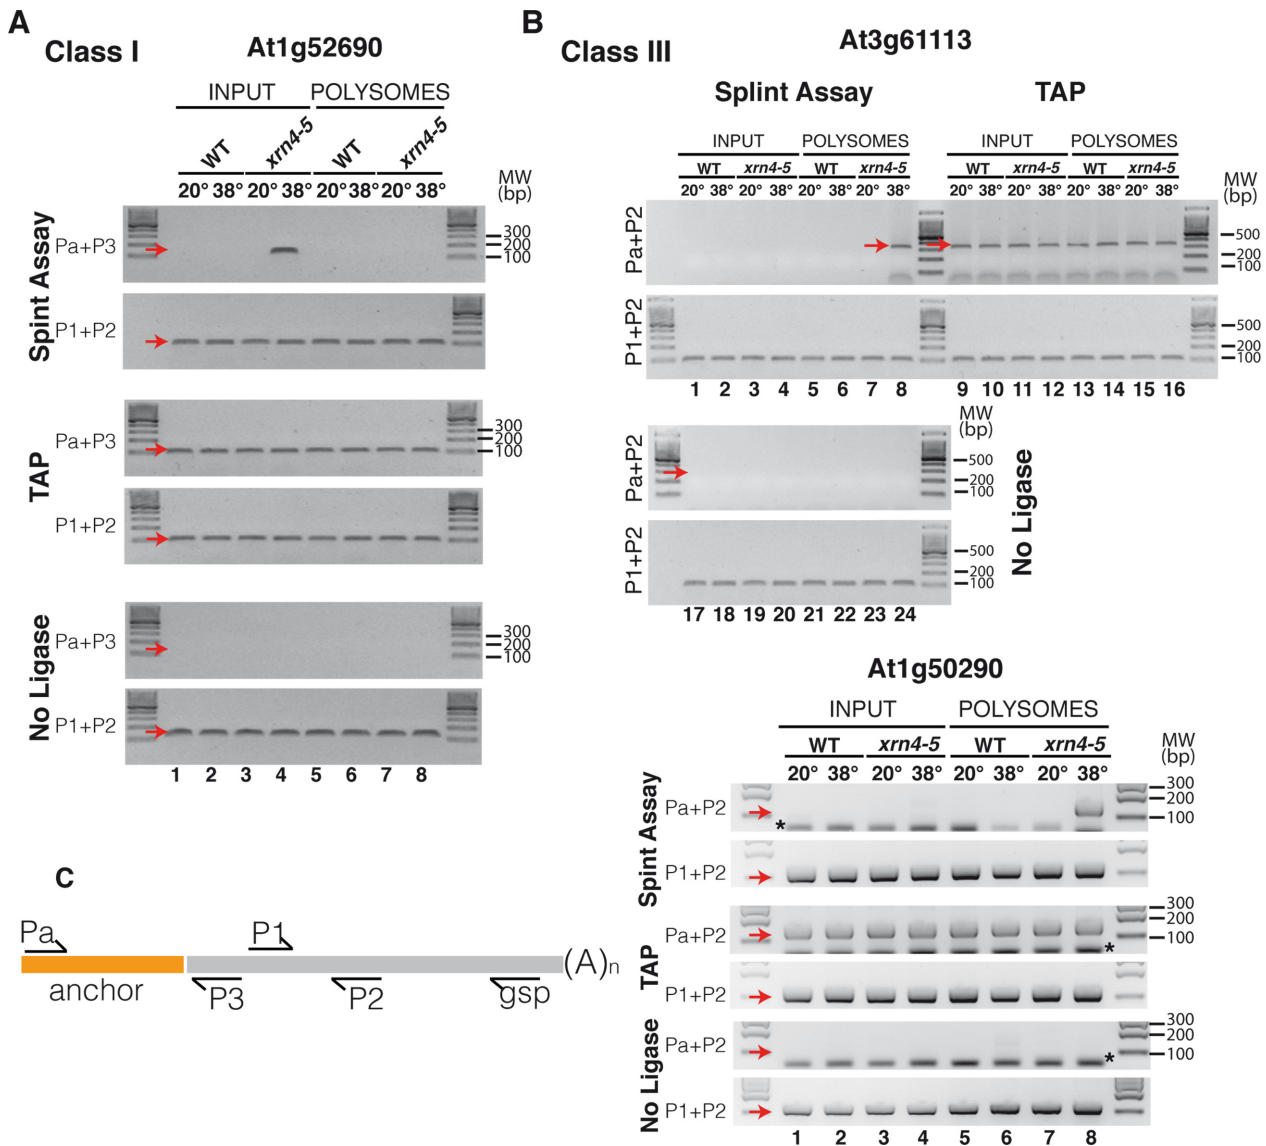 A
Class I
At1g52690
INPUT POLYSOMES
WT xrn4-5 WT xrn4-5
20° 38° 20° 38° 20° 38° 20° 38°
MW
(bp)
Spint Assay
Pa+P3
300
200
100
P1+P2
TAP
Pa+P3
300
200
100
P1+P2
No Ligase
Pa+P3
300
200
100
P1+P2
1 2 3 4 5 6 7 8
B
Class III
At3g61113
Splint Assay TAP
INPUT POLYSOMES INPUT POLYSOMES
WT xrn4-5 WT xrn4-5 WT xrn4-5 WT xrn4-5
20° 38° 20° 38° 20° 38° 20° 38° 20° 38° 20° 38° 20° 38° 20° 38°
MW
(bp)
Pa+P2
500
200
100
P1+P2
500
200
100
1 2 3 4 5 6 7 8 9 10 11 12 13 14 15 16
MW
(bp)
Pa+P2
500
200
100
P1+P2
500
200
100
No Ligase
17 18 19 20 21 22 23 24
At1g50290
INPUT POLYSOMES
WT xrn4-5 WT xrn4-5
20° 38° 20° 38° 20° 38° 20° 38°
MW
(bp)
Spint Assay
Pa+P2
*
300
200
100
P1+P2
TAP
Pa+P2
*
300
200
100
P1+P2
No Ligase
Pa+P2
*
300
200
100
P1+P2
1 2 3 4 5 6 7 8
C
Pa P1
(A)n
anchor P3 P2 gsp